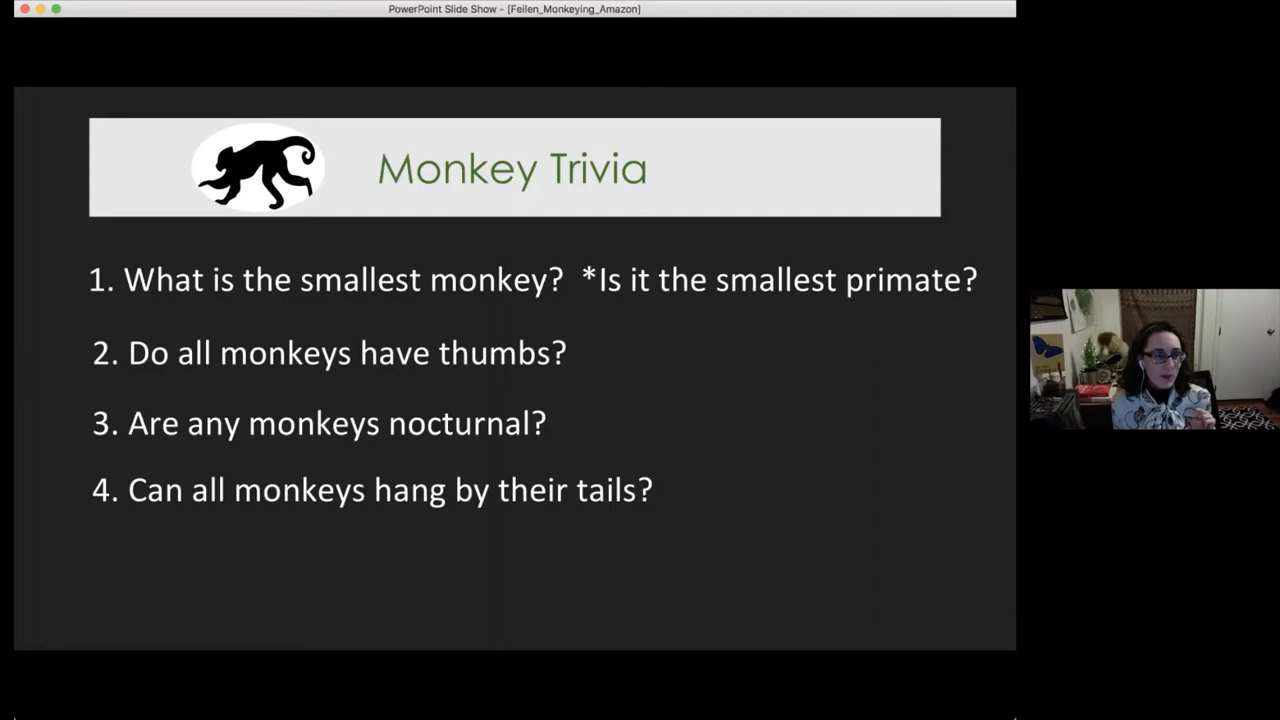 PowerPoint Slide Show - [Feilen_Monkeying_Amazon]
Monkey Trivia
1. What is the smallest monkey?  *Is it the smallest primate?
2. Do all monkeys have thumbs?
3. Are any monkeys nocturnal?
4. Can all monkeys hang by their tails?